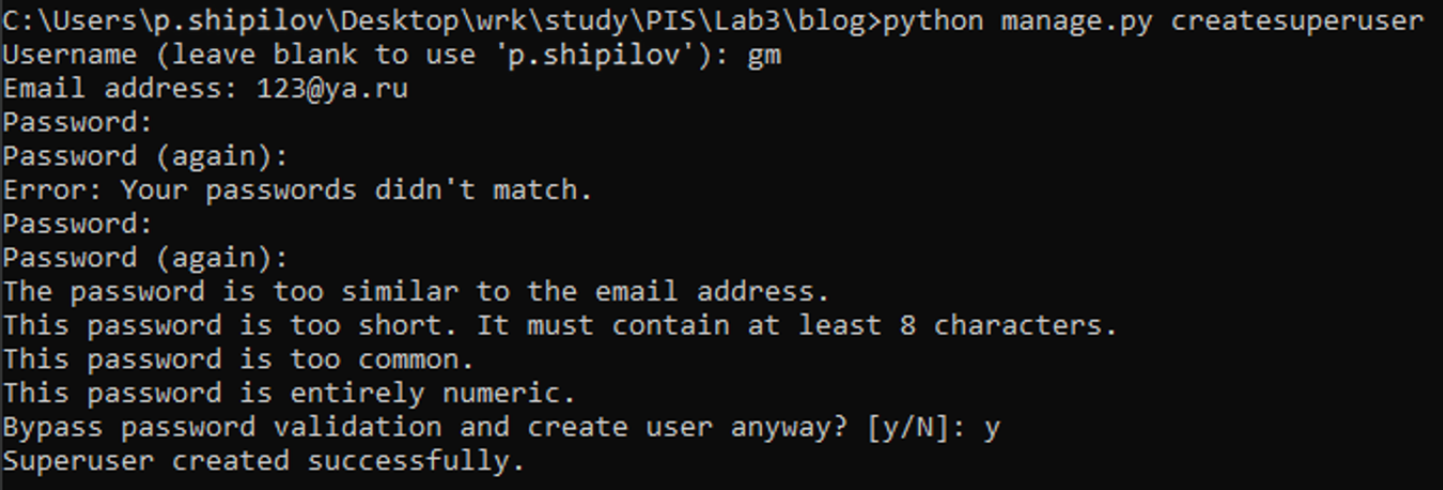 C:\Users\p.shipilov\Desktop\wrk\study\PIS\Lab3\blog>python manage.py createsuperuser
Username (leave blank to use 'p.shipilov'): gm
Email address: 123@ya.ru
Password:
Password (again):
Error: Your passwords didn't match.
Password:
Password (again):
The password is too similar to the email address.
This password is too short. It must contain at least 8 characters.
This password is too common.
This password is entirely numeric.
Bypass password validation and create user anyway? [y/N]: y
Superuser created successfully.